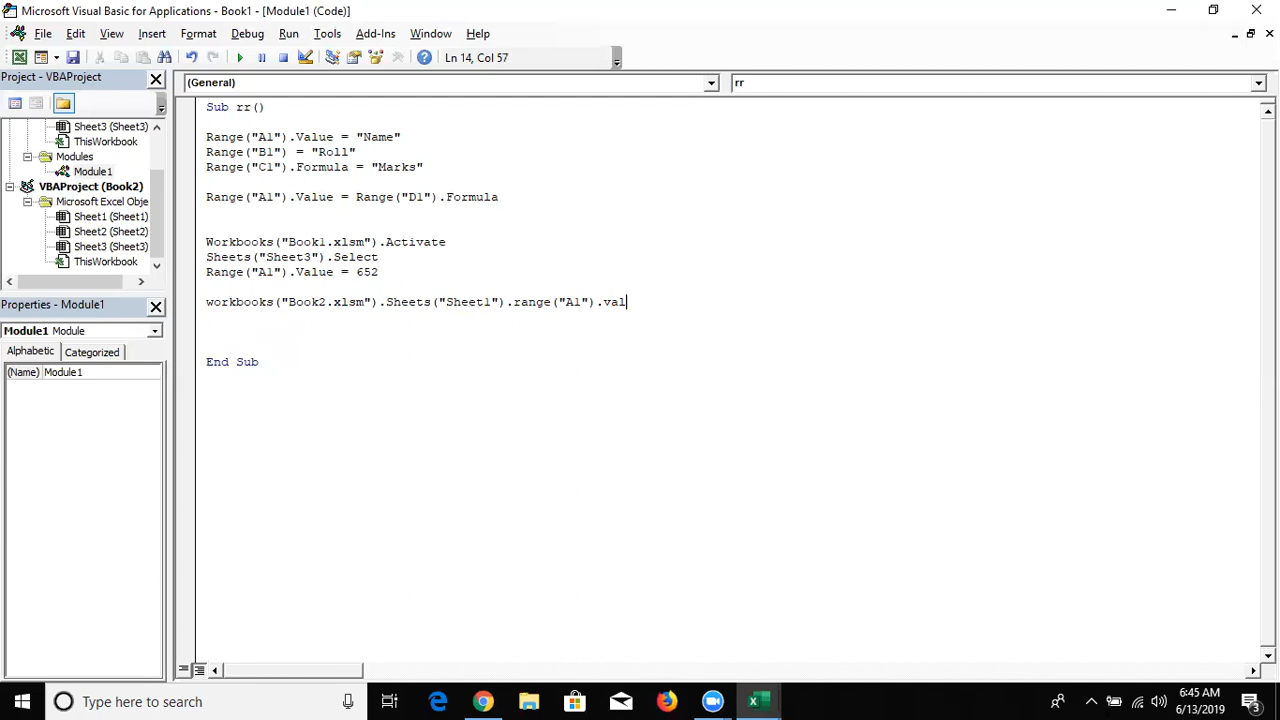 Microsoft Visual Basic for Applications - Book1 - [Module1 (Code)]
File Edit View Insert Format Debug Run Tools Add-Ins Window Help
Ln 14, Col 57
Project - VBAProject
(General)
rr
Sheet3 (Sheet3)
ThisWorkbook
Modules
Module1
VBAProject (Book2)
Microsoft Excel Obje
Sheet1 (Sheet1)
Sheet2 (Sheet2)
Sheet3 (Sheet3)
ThisWorkbook
Properties - Module1
Module1 Module
Alphabetic Categorized
(Name) Module1
Sub rr()
Range("A1").Value = "Name"
Range("B1") = "Roll"
Range("C1").Formula = "Marks"
Range("A1").Value = Range("D1").Formula
Workbooks("Book1.xlsm").Activate
Sheets("Sheet3").Select
Range("A1").Value = 652
workbooks("Book2.xlsm").Sheets("Sheet1").range("A1").val
End Sub
Type here to search
6:45 AM
6/13/2019
3